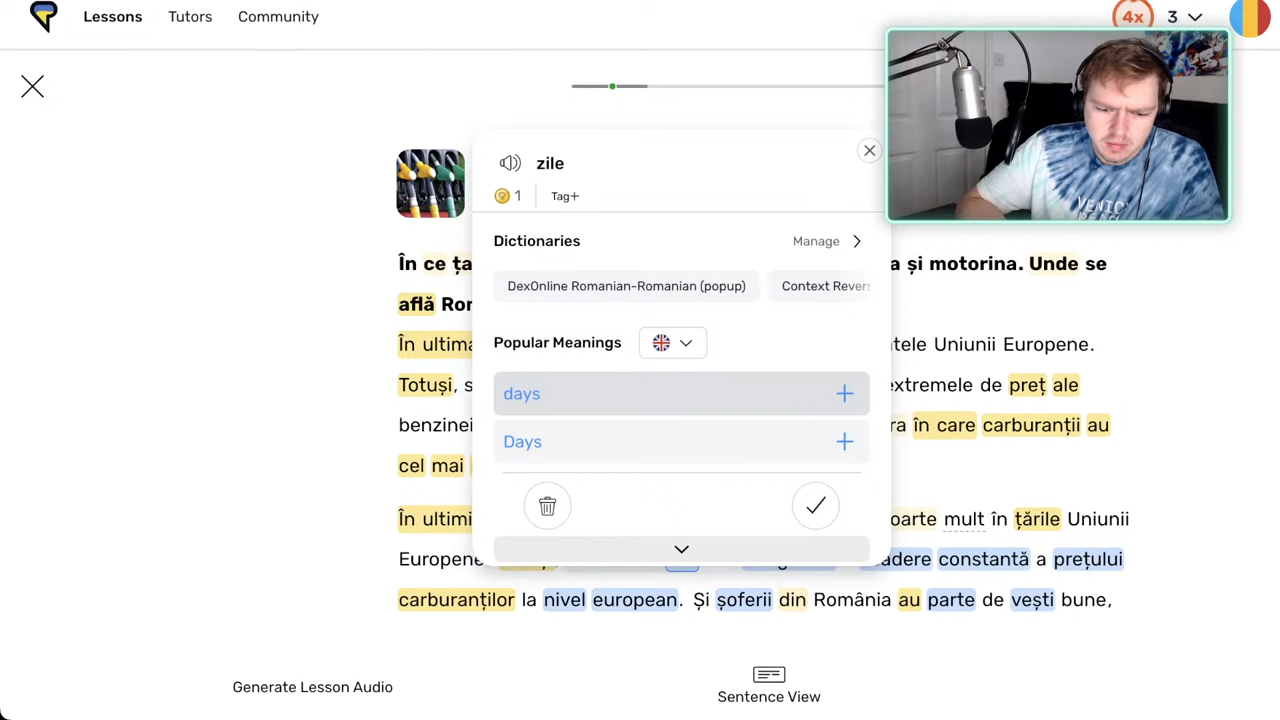 Lessons Tutors Community 4x 3
zile
1 Tag+
Dictionaries Manage
DexOnline Romanian-Romanian (popup) Context Revers
Popular Meanings
days
Days
În ce ța a și motorina. Unde se
află Ror
În ultima tele Uniunii Europene.
Totuși, s extremele de preț ale
benzinei ra în care carburanții au
cel mai
În ultimi oarte mult în țările Uniunii
Europene adere constantă a prețului
carburanților la nivel european. Și șoferii din România au parte de vești bune,
Generate Lesson Audio
Sentence View